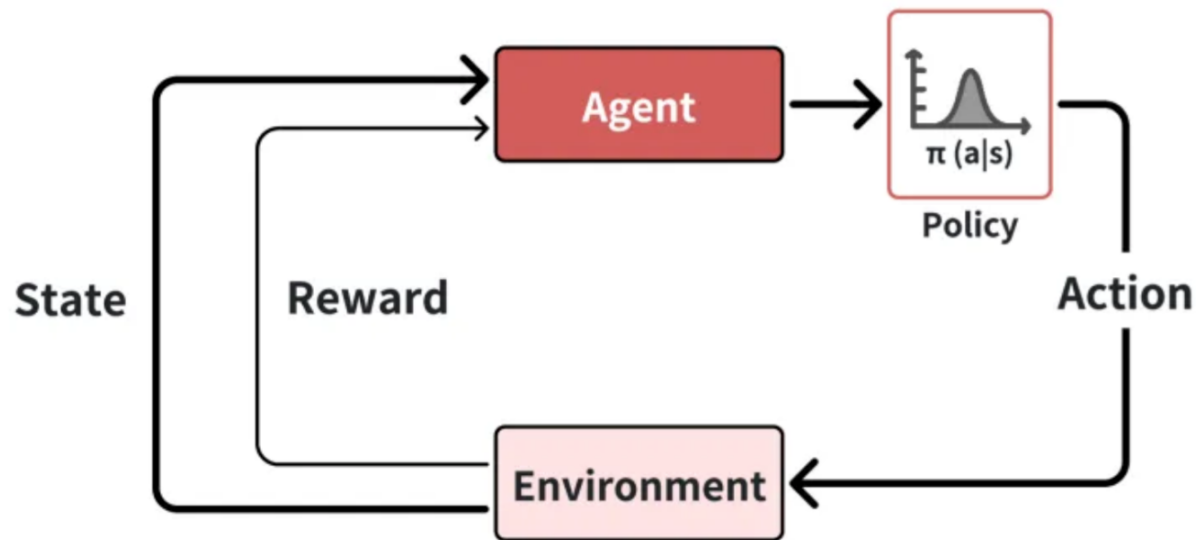 Agent
π (a|s)
Policy
State
Reward
Action
Environment